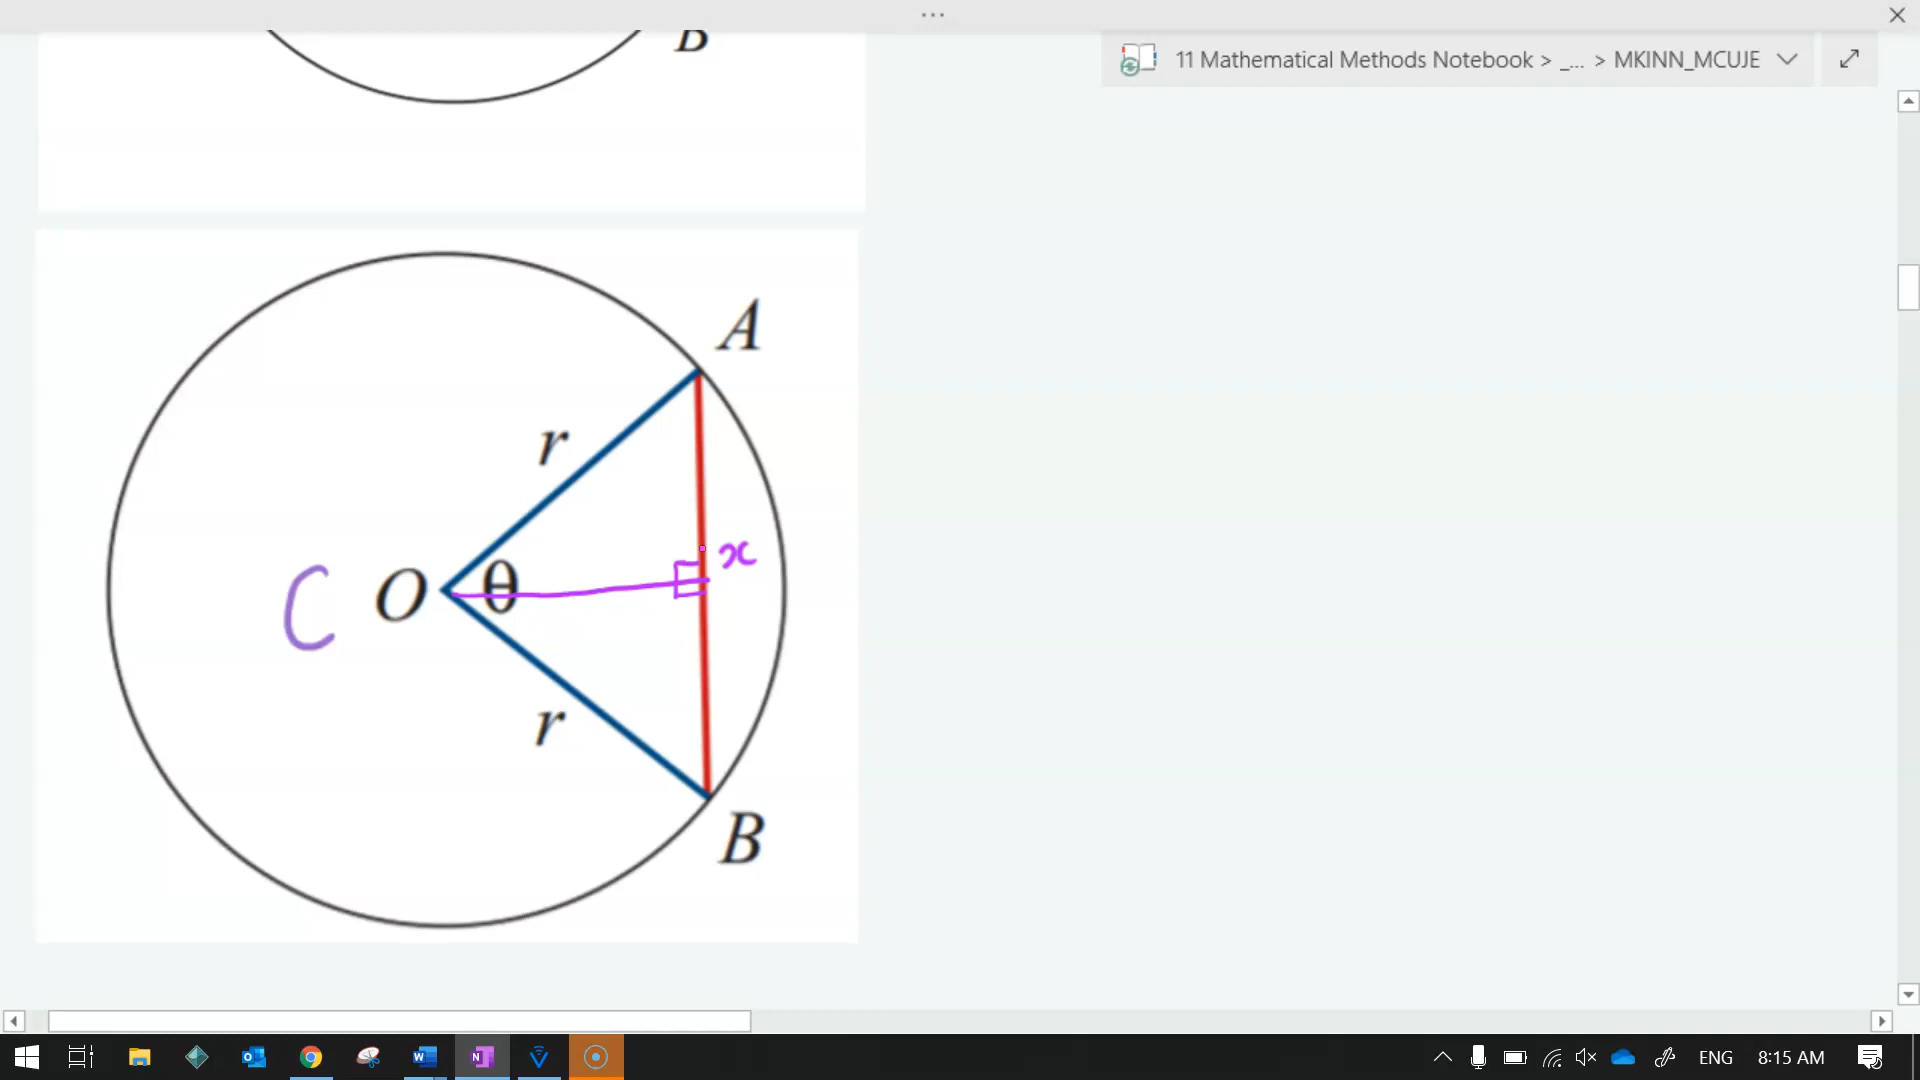 ...
B
11 Mathematical Methods Notebook > _... > MKINN_MCUJE
A
r
x
C O θ
r
B
ENG 8:15 AM